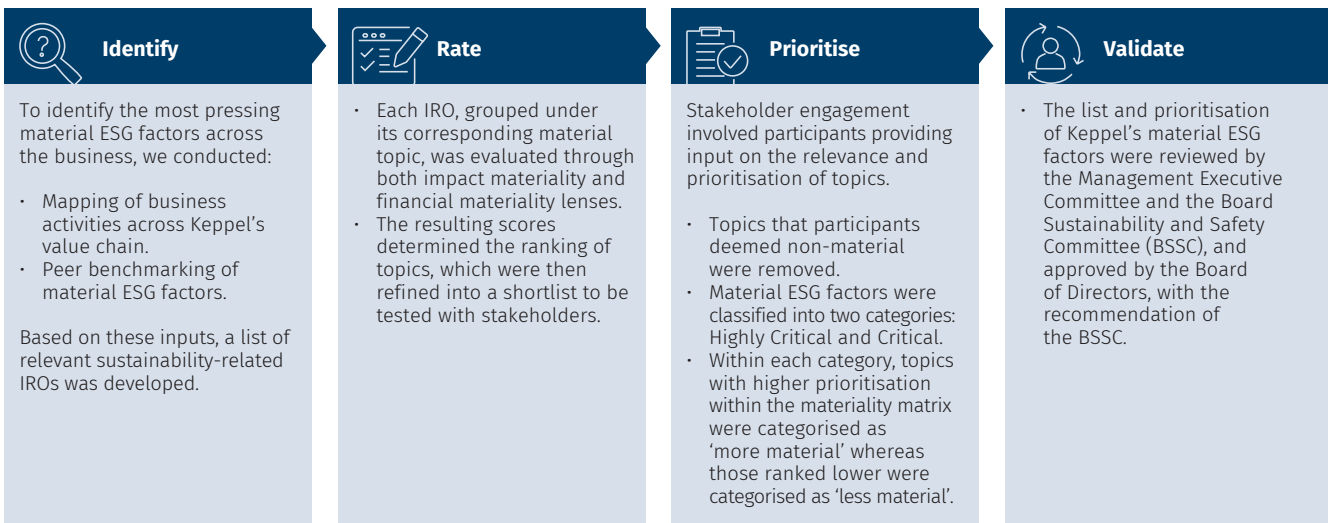 Identify
To identify the most pressing
material ESG factors across
the business, we conducted:
· Mapping of business
activities across Keppel’s
value chain.
· Peer benchmarking of
material ESG factors.
Based on these inputs, a list of
relevant sustainability-related
IROs was developed.
Rate
· Each IRO, grouped under
its corresponding material
topic, was evaluated through
both impact materiality and
financial materiality lenses.
· The resulting scores
determined the ranking of
topics, which were then
refined into a shortlist to be
tested with stakeholders.
Prioritise
Stakeholder engagement
involved participants providing
input on the relevance and
prioritisation of topics.
· Topics that participants
deemed non-material
were removed.
· Material ESG factors were
classified into two categories:
Highly Critical and Critical.
· Within each category, topics
with higher prioritisation
within the materiality matrix
were categorised as
‘more material’ whereas
those ranked lower were
categorised as ‘less material’.
Validate
· The list and prioritisation
of Keppel’s material ESG
factors were reviewed by
the Management Executive
Committee and the Board
Sustainability and Safety
Committee (BSSC), and
approved by the Board
of Directors, with the
recommendation of
the BSSC.